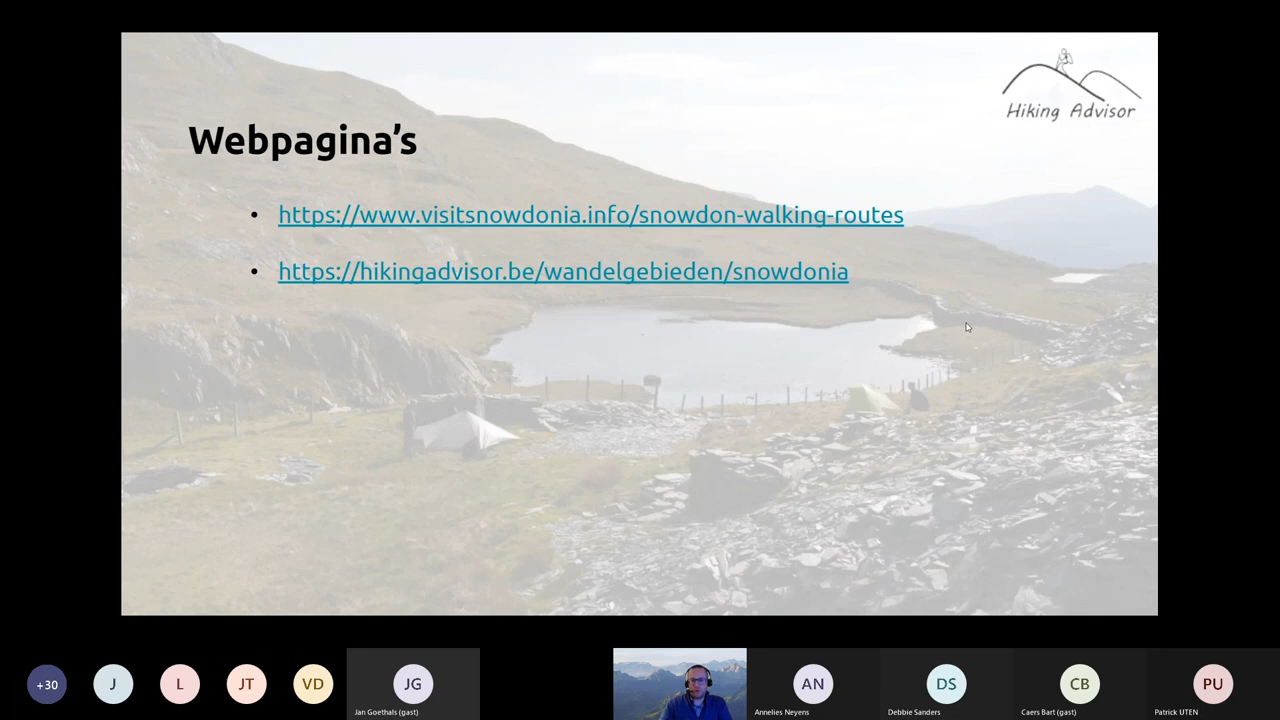 Hiking Advisor
Webpagina's
• https://www.visitsnowdonia.info/snowdon-walking-routes
• https://hikingadvisor.be/wandelgebieden/snowdonia
+30
J
L
JT
VD
JG
Jan Goethals (gast)
AN
Annelies Neyens
DS
Debbie Sanders
CB
Caers Bart (gast)
PU
Patrick UTEN